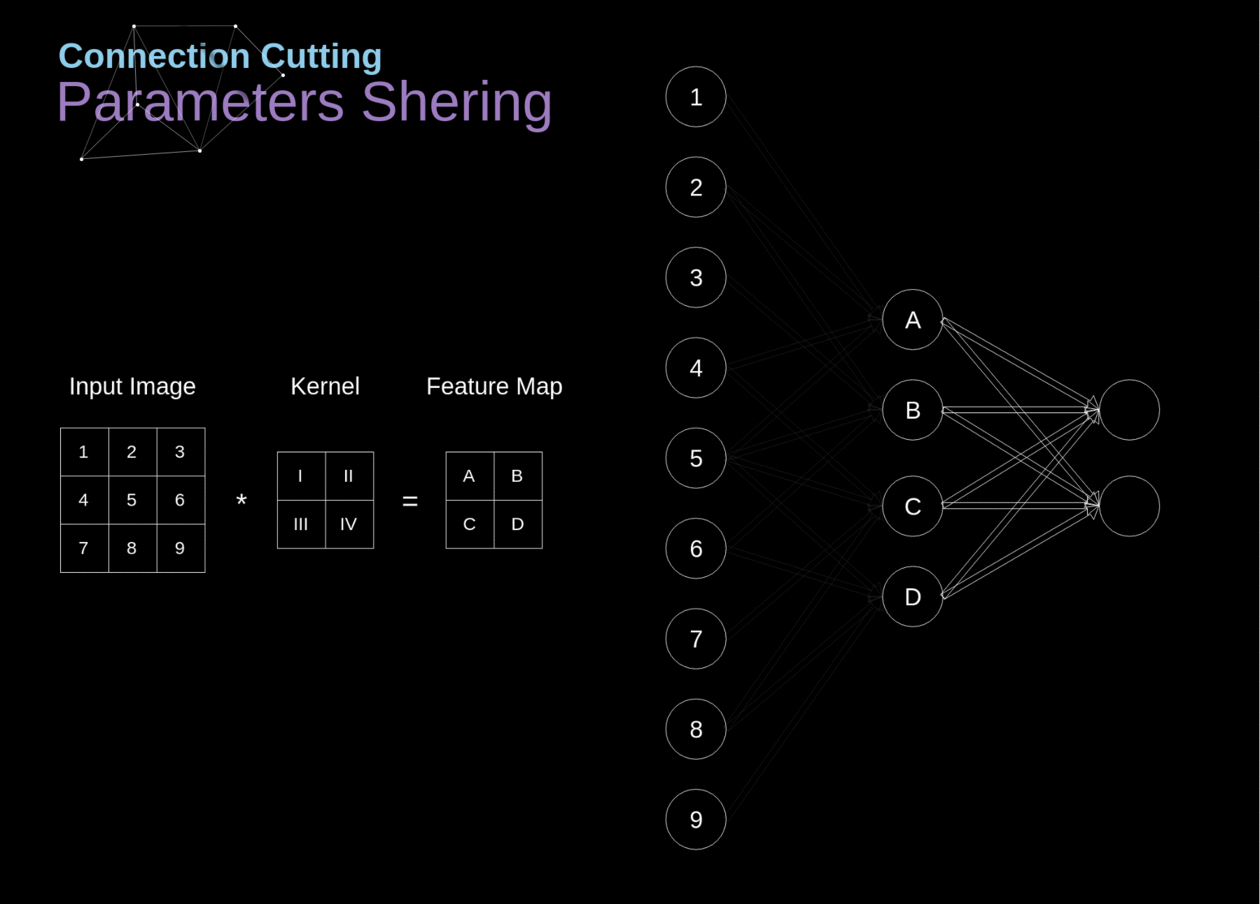 Connection Cutting
Parameters Shering
Input Image
Kernel
Feature Map
1 2 3
4 5 6
7 8 9
*
I II
III IV
=
A B
C D
1
2
3
4
5
6
7
8
9
A
B
C
D